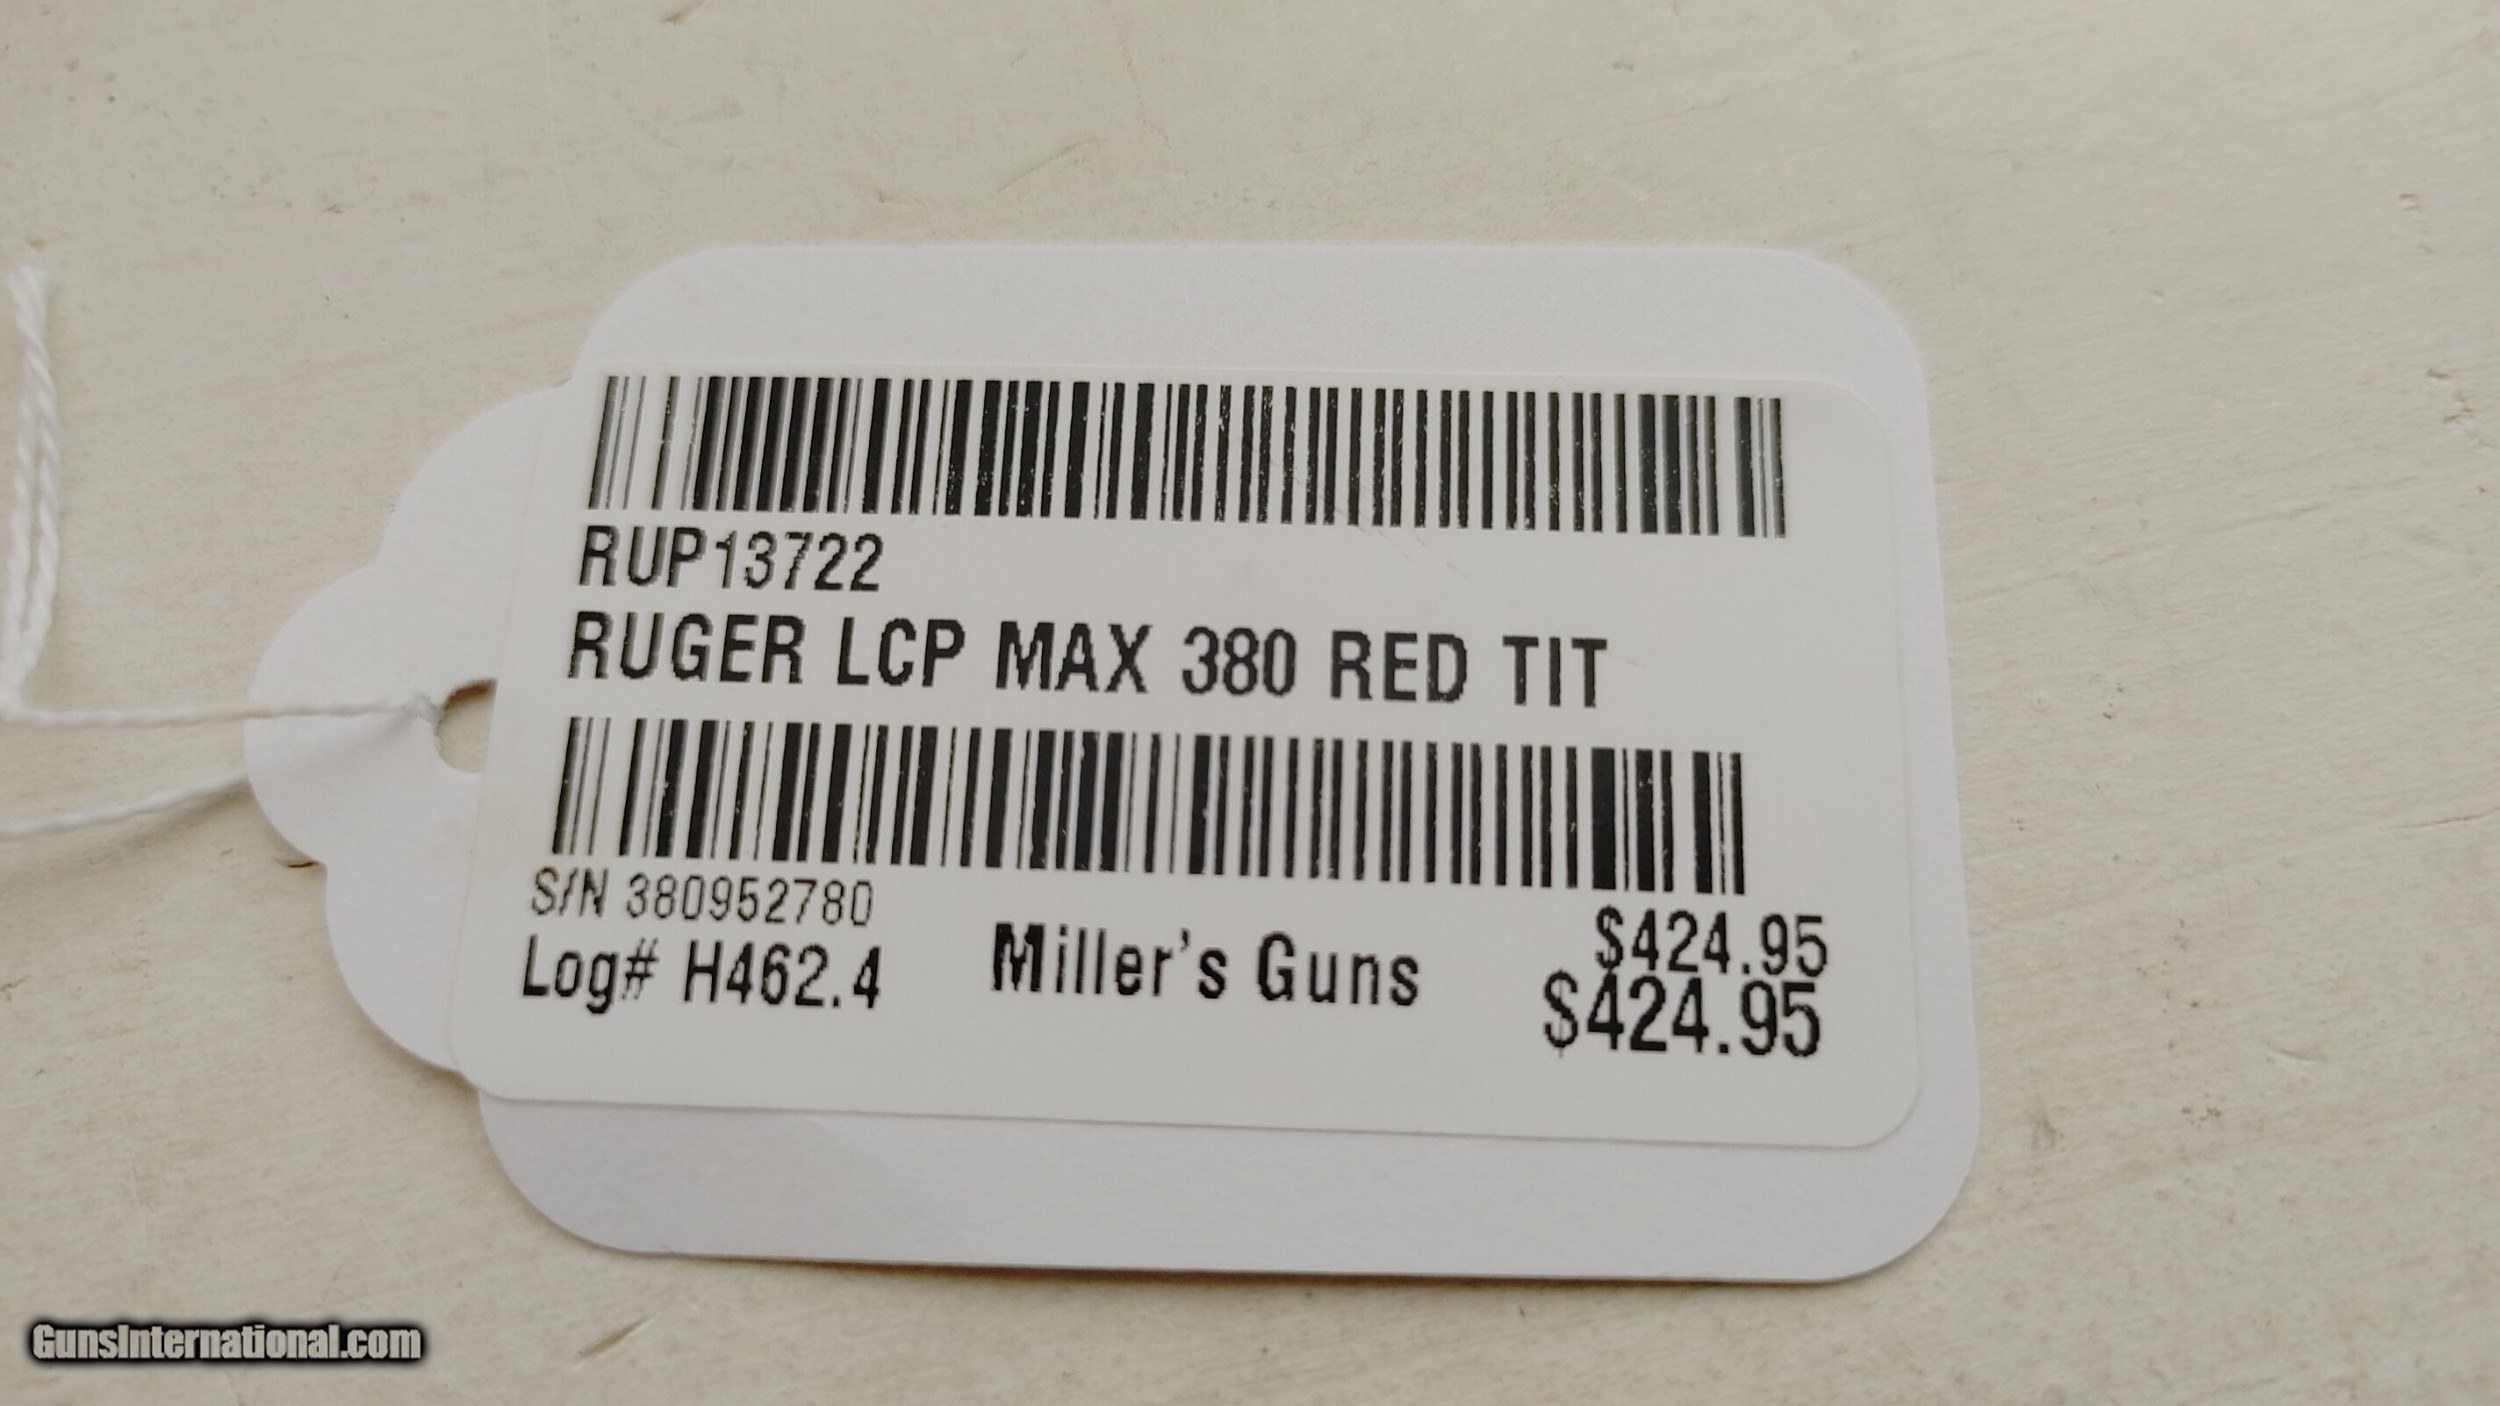 RUP13722
RUGER LCP MAX 380 RED TIT
S/N 380952780
Log# H462.4
Miller's Guns
$424.95
$424.95
GunsInternational.com